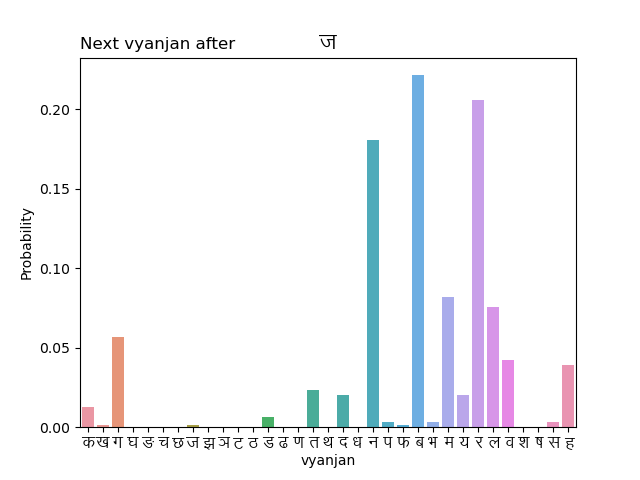 Next vyanjan after ज
0.20
0.15
0.10
0.05
0.00
Probability
क ख ग घ ङ च छ ज झ ञ ट ठ ड ढ ण त थ द ध न प फ ब भ म य र ल व श ष स ह
vyanjan